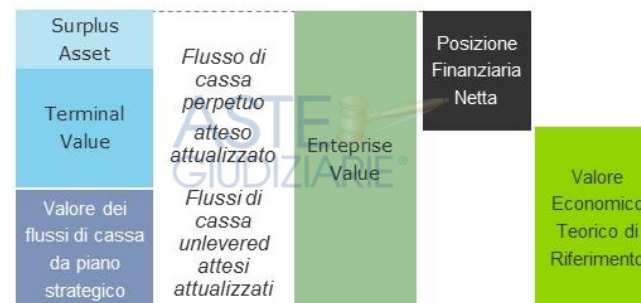 Surplus
Asset
Terminal
Value
Valore dei
flussi di cassa
da piano
strategico
Flusso di
cassa
perpetuo
atteso
attualizzato
Flussi di
cassa
unlevered
attesi
attualizzati
ASTE
GIUDIZIARIE®
Enteprise
Value
Posizione
Finanziaria
Netta
Valore
Economico
Teorico di
Riferimento